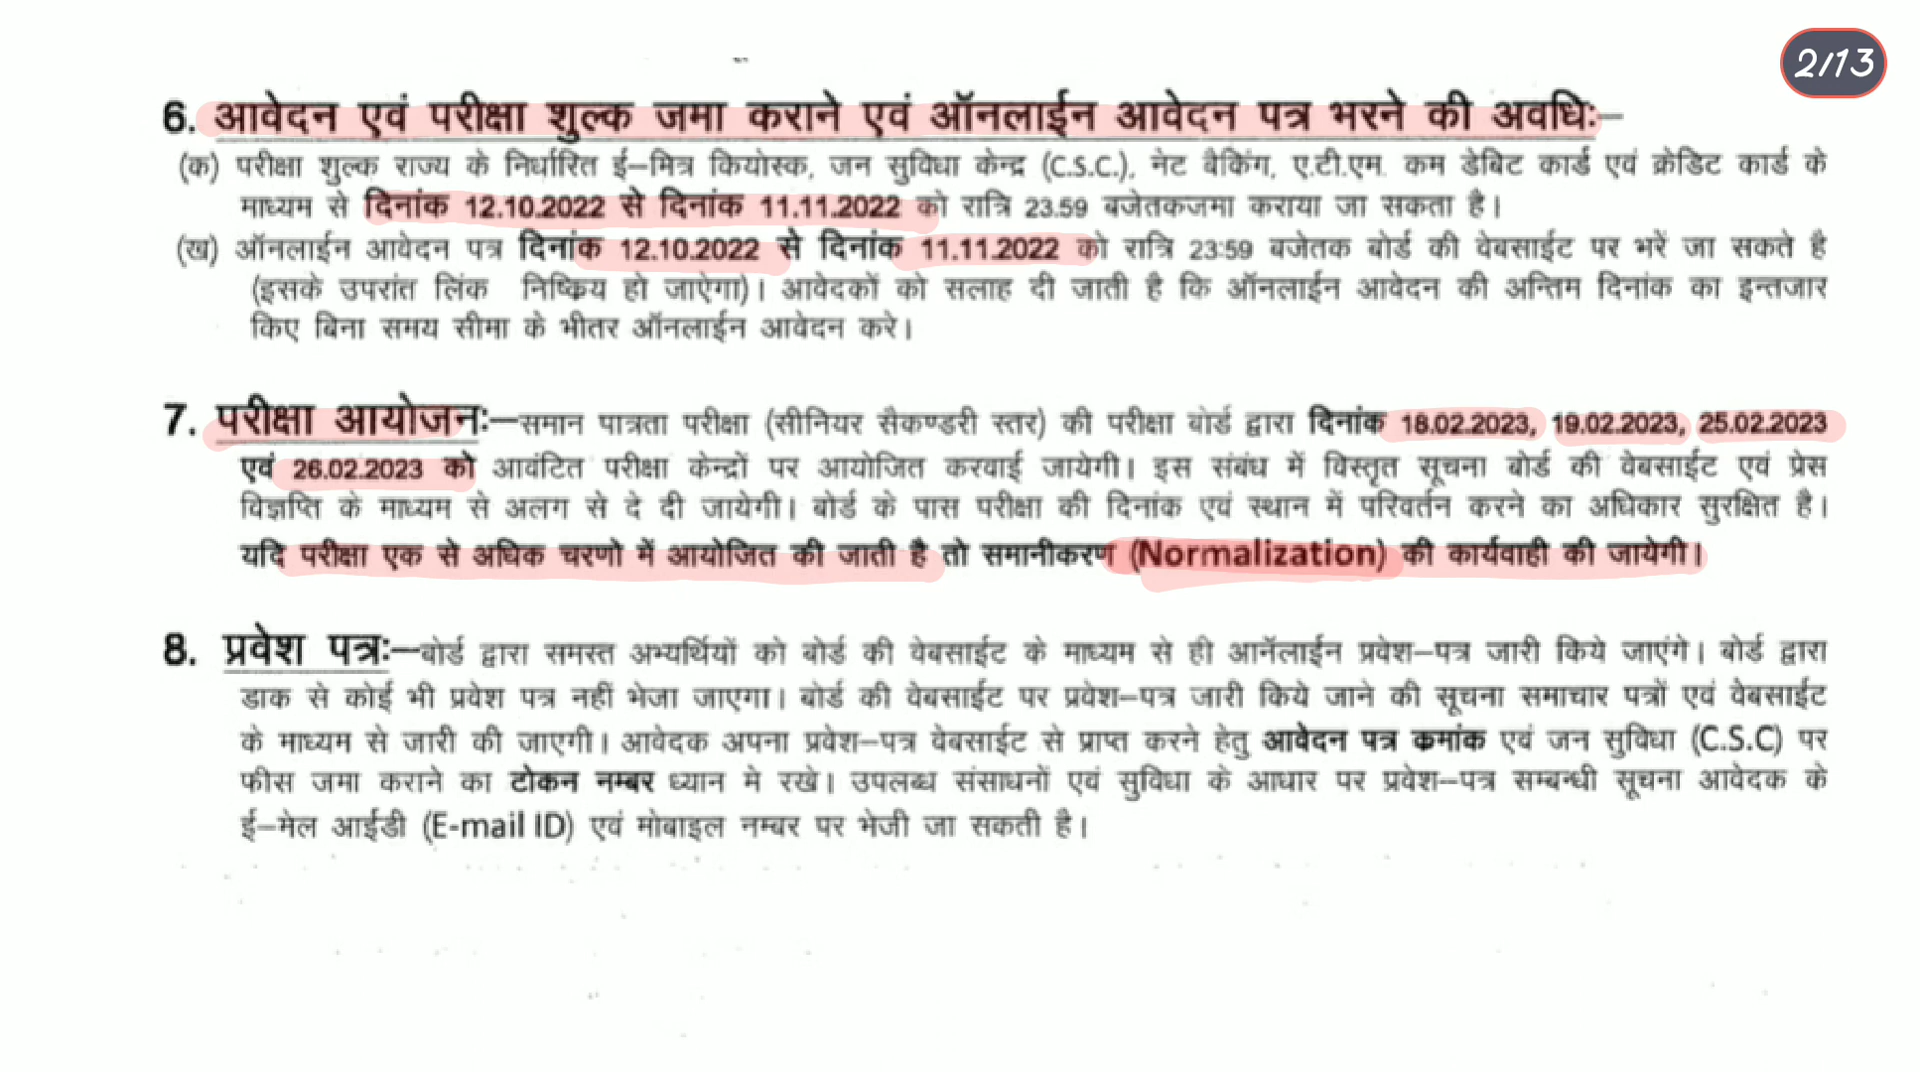 2/13
6. आवेदन एवं परीक्षा शुल्क जमा कराने एवं ऑनलाईन आवेदन पत्र भरने की अवधिः–
(क) परीक्षा शुल्क राज्य के निर्धारित ई–मित्र कियोस्क, जन सुविधा केन्द्र (C.S.C.), नेट बैकिंग, ए.टी.एम. कम डेबिट कार्ड एवं क्रेडिट कार्ड के
माध्यम से दिनांक 12.10.2022 से दिनांक 11.11.2022 को रात्रि 23.59 बजेतकजमा कराया जा सकता है।
(ख) ऑनलाईन आवेदन पत्र दिनांक 12.10.2022 से दिनांक 11.11.2022 को रात्रि 23:59 बजेतक बोर्ड की वेबसाईट पर भरें जा सकते है
(इसके उपरांत लिंक निष्क्रिय हो जाऐगा)। आवेदकों को सलाह दी जाती है कि ऑनलाईन आवेदन की अन्तिम दिनांक का इन्तजार
किए बिना समय सीमा के भीतर ऑनलाईन आवेदन करे।
7. परीक्षा आयोजनः–समान पात्रता परीक्षा (सीनियर सैकण्डरी स्तर) की परीक्षा बोर्ड द्वारा दिनांक 18.02.2023, 19.02.2023, 25.02.2023
एवं 26.02.2023 को आवंटित परीक्षा केन्द्रों पर आयोजित करवाई जायेगी। इस संबंध में विस्तृत सूचना बोर्ड की वेबसाईट एवं प्रेस
विज्ञप्ति के माध्यम से अलग से दे दी जायेगी। बोर्ड के पास परीक्षा की दिनांक एवं स्थान में परिवर्तन करने का अधिकार सुरक्षित है।
यदि परीक्षा एक से अधिक चरणो में आयोजित की जाती है तो समानीकरण (Normalization) की कार्यवाही की जायेगी।
8. प्रवेश पत्रः–बोर्ड द्वारा समस्त अभ्यर्थियों को बोर्ड की वेबसाईट के माध्यम से ही आनॅलाईन प्रवेश–पत्र जारी किये जाएंगे। बोर्ड द्वारा
डाक से कोई भी प्रवेश पत्र नहीं भेजा जाएगा। बोर्ड की वेबसाईट पर प्रवेश–पत्र जारी किये जाने की सूचना समाचार पत्रों एवं वेबसाईट
के माध्यम से जारी की जाएगी। आवेदक अपना प्रवेश–पत्र वेबसाईट से प्राप्त करने हेतु आवेदन पत्र कमांक एवं जन सुविधा (C.S.C) पर
फीस जमा कराने का टोकन नम्बर ध्यान मे रखे। उपलब्ध संसाधनों एवं सुविधा के आधार पर प्रवेश–पत्र सम्बन्धी सूचना आवेदक के
ई–मेल आईडी (E-mail ID) एवं मोबाइल नम्बर पर भेजी जा सकती है।